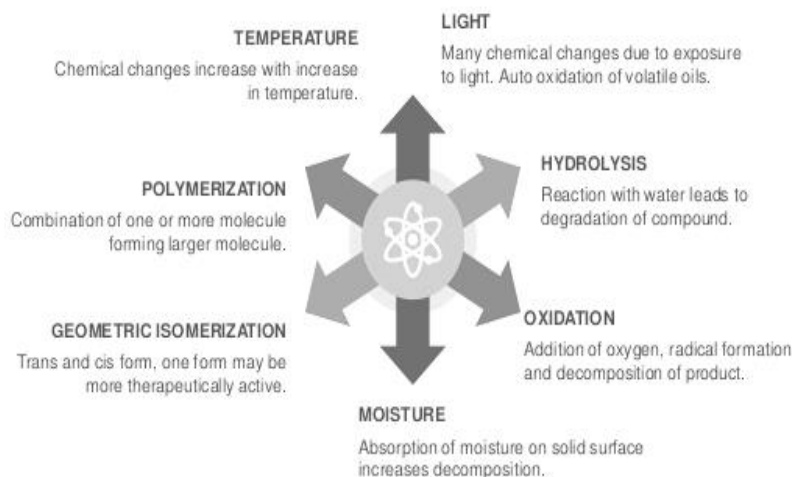 LIGHT
Many chemical changes due to exposure
to light. Auto oxidation of volatile oils.
TEMPERATURE
Chemical changes increase with increase
in temperature.
HYDROLYSIS
Reaction with water leads to
degradation of compound.
POLYMERIZATION
Combination of one or more molecule
forming larger molecule.
OXIDATION
Addition of oxygen, radical formation
and decomposition of product.
GEOMETRIC ISOMERIZATION
Trans and cis form, one form may be
more therapeutically active.
MOISTURE
Absorption of moisture on solid surface
increases decomposition.